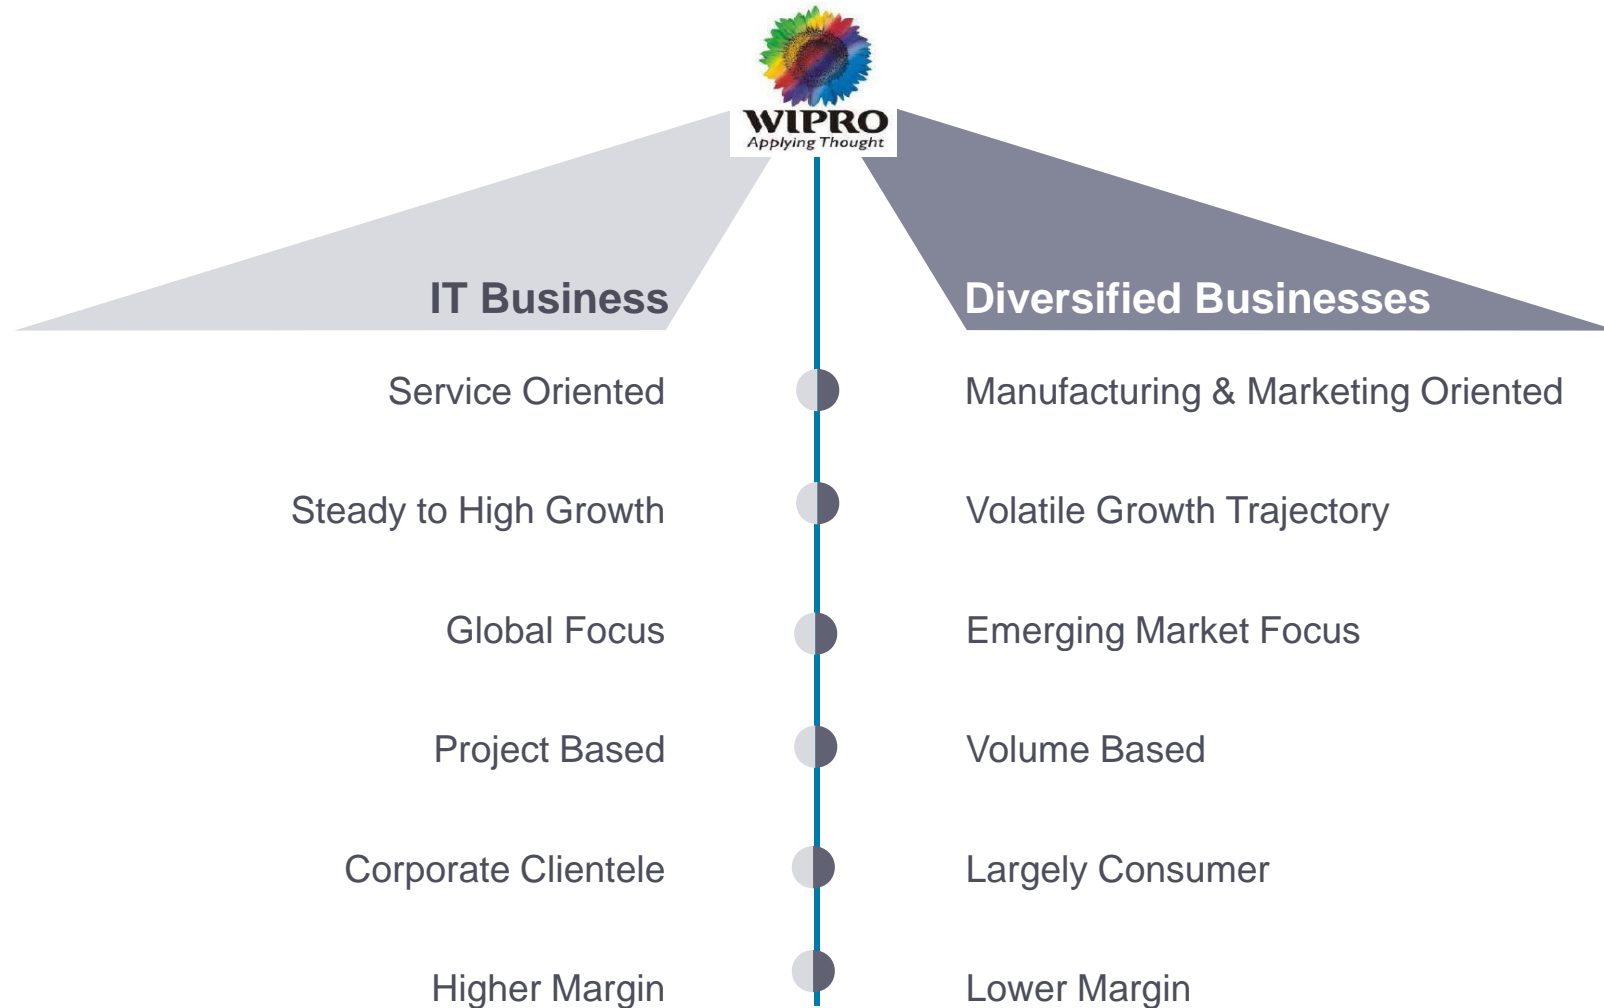 WIPRO
Applying Thought
IT Business
Diversified Businesses
Service Oriented
Manufacturing & Marketing Oriented
Steady to High Growth
Volatile Growth Trajectory
Global Focus
Emerging Market Focus
Project Based
Volume Based
Corporate Clientele
Largely Consumer
Higher Margin
Lower Margin